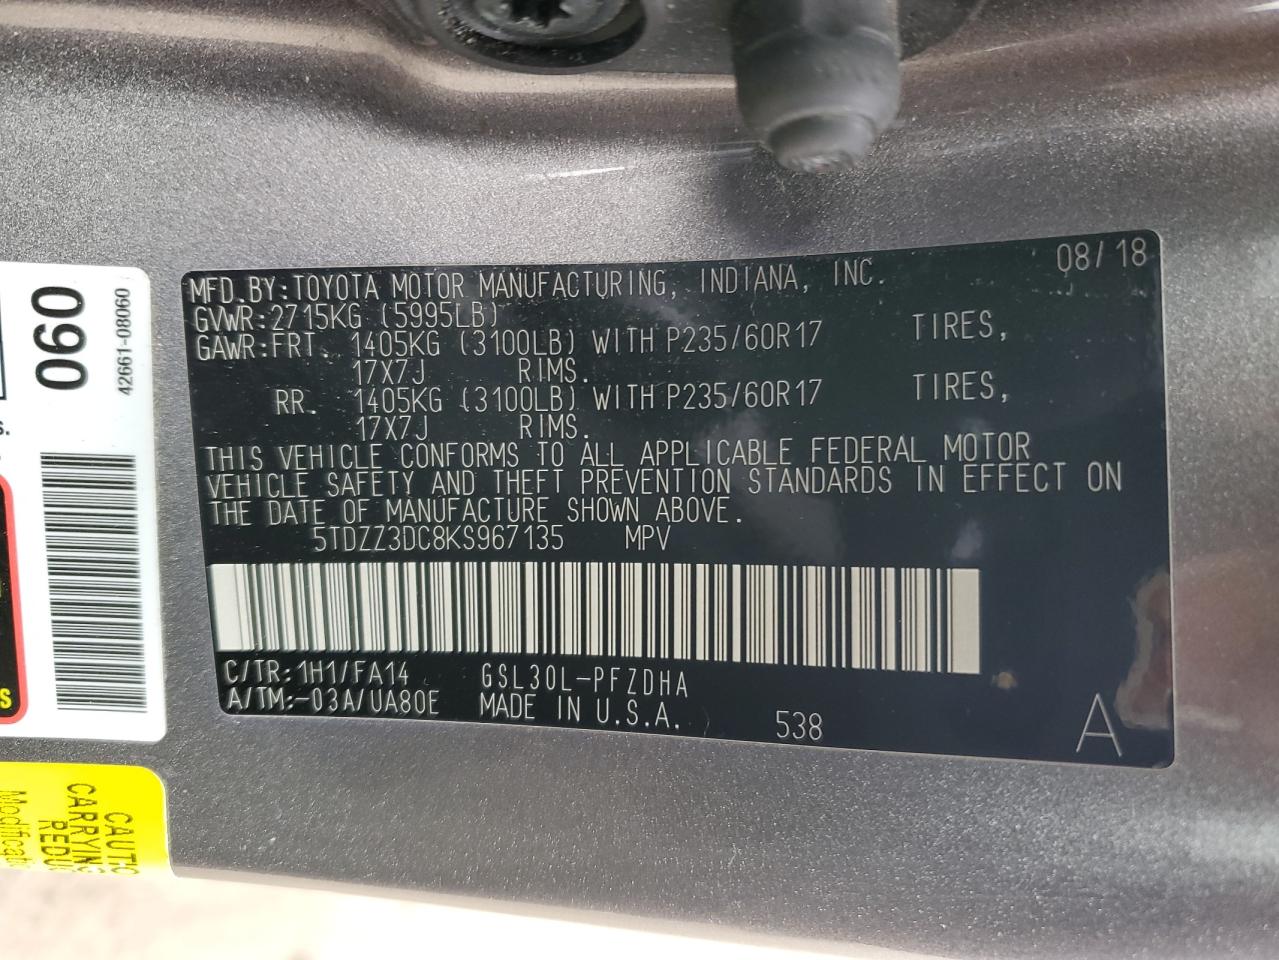 MFD.BY:TOYOTA MOTOR MANUFACTURING, INDIANA, INC. 08/18
GVWR:2715KG (5995LB)
GAWR:FRT. 1405KG (3100LB) WITH P235/60R17 TIRES,
17X7J RIMS.
RR. 1405KG (3100LB) WITH P235/60R17 TIRES,
17X7J RIMS.
THIS VEHICLE CONFORMS TO ALL APPLICABLE FEDERAL MOTOR
VEHICLE SAFETY AND THEFT PREVENTION STANDARDS IN EFFECT ON
THE DATE OF MANUFACTURE SHOWN ABOVE.
5TDZZ3DC8KS967135 MPV
C/TR:1H1/FA14 GSL30L-PFZDHA
A/TM:-03A/UA80E MADE IN U.S.A. 538 A
060
42661-08060